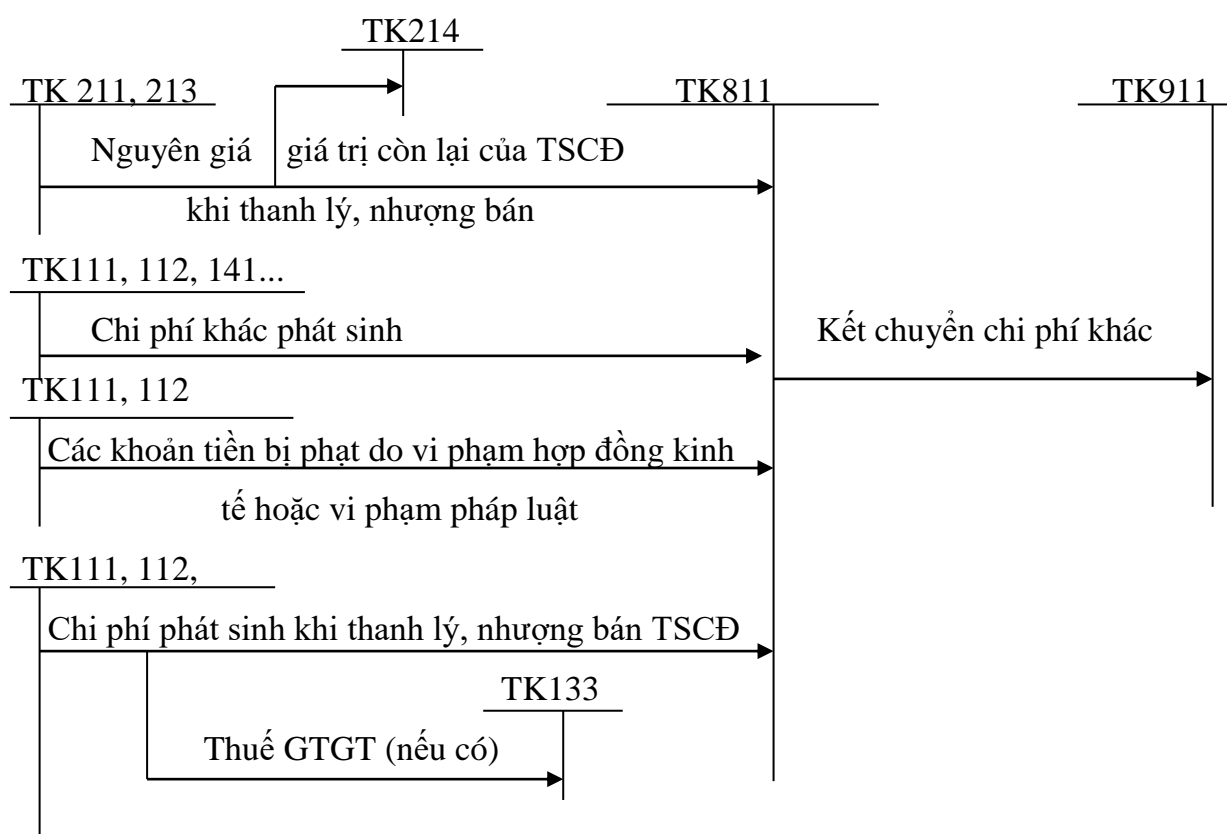 TK214
TK 211, 213
TK811
TK911
Nguyên giá
giá trị còn lại của TSCĐ
khi thanh lý, nhượng bán
TK111, 112, 141...
Chi phí khác phát sinh
Kết chuyển chi phí khác
TK111, 112
Các khoản tiền bị phạt do vi phạm hợp đồng kinh
tế hoặc vi phạm pháp luật
TK111, 112,
Chi phí phát sinh khi thanh lý, nhượng bán TSCĐ
TK133
Thuế GTGT (nếu có)